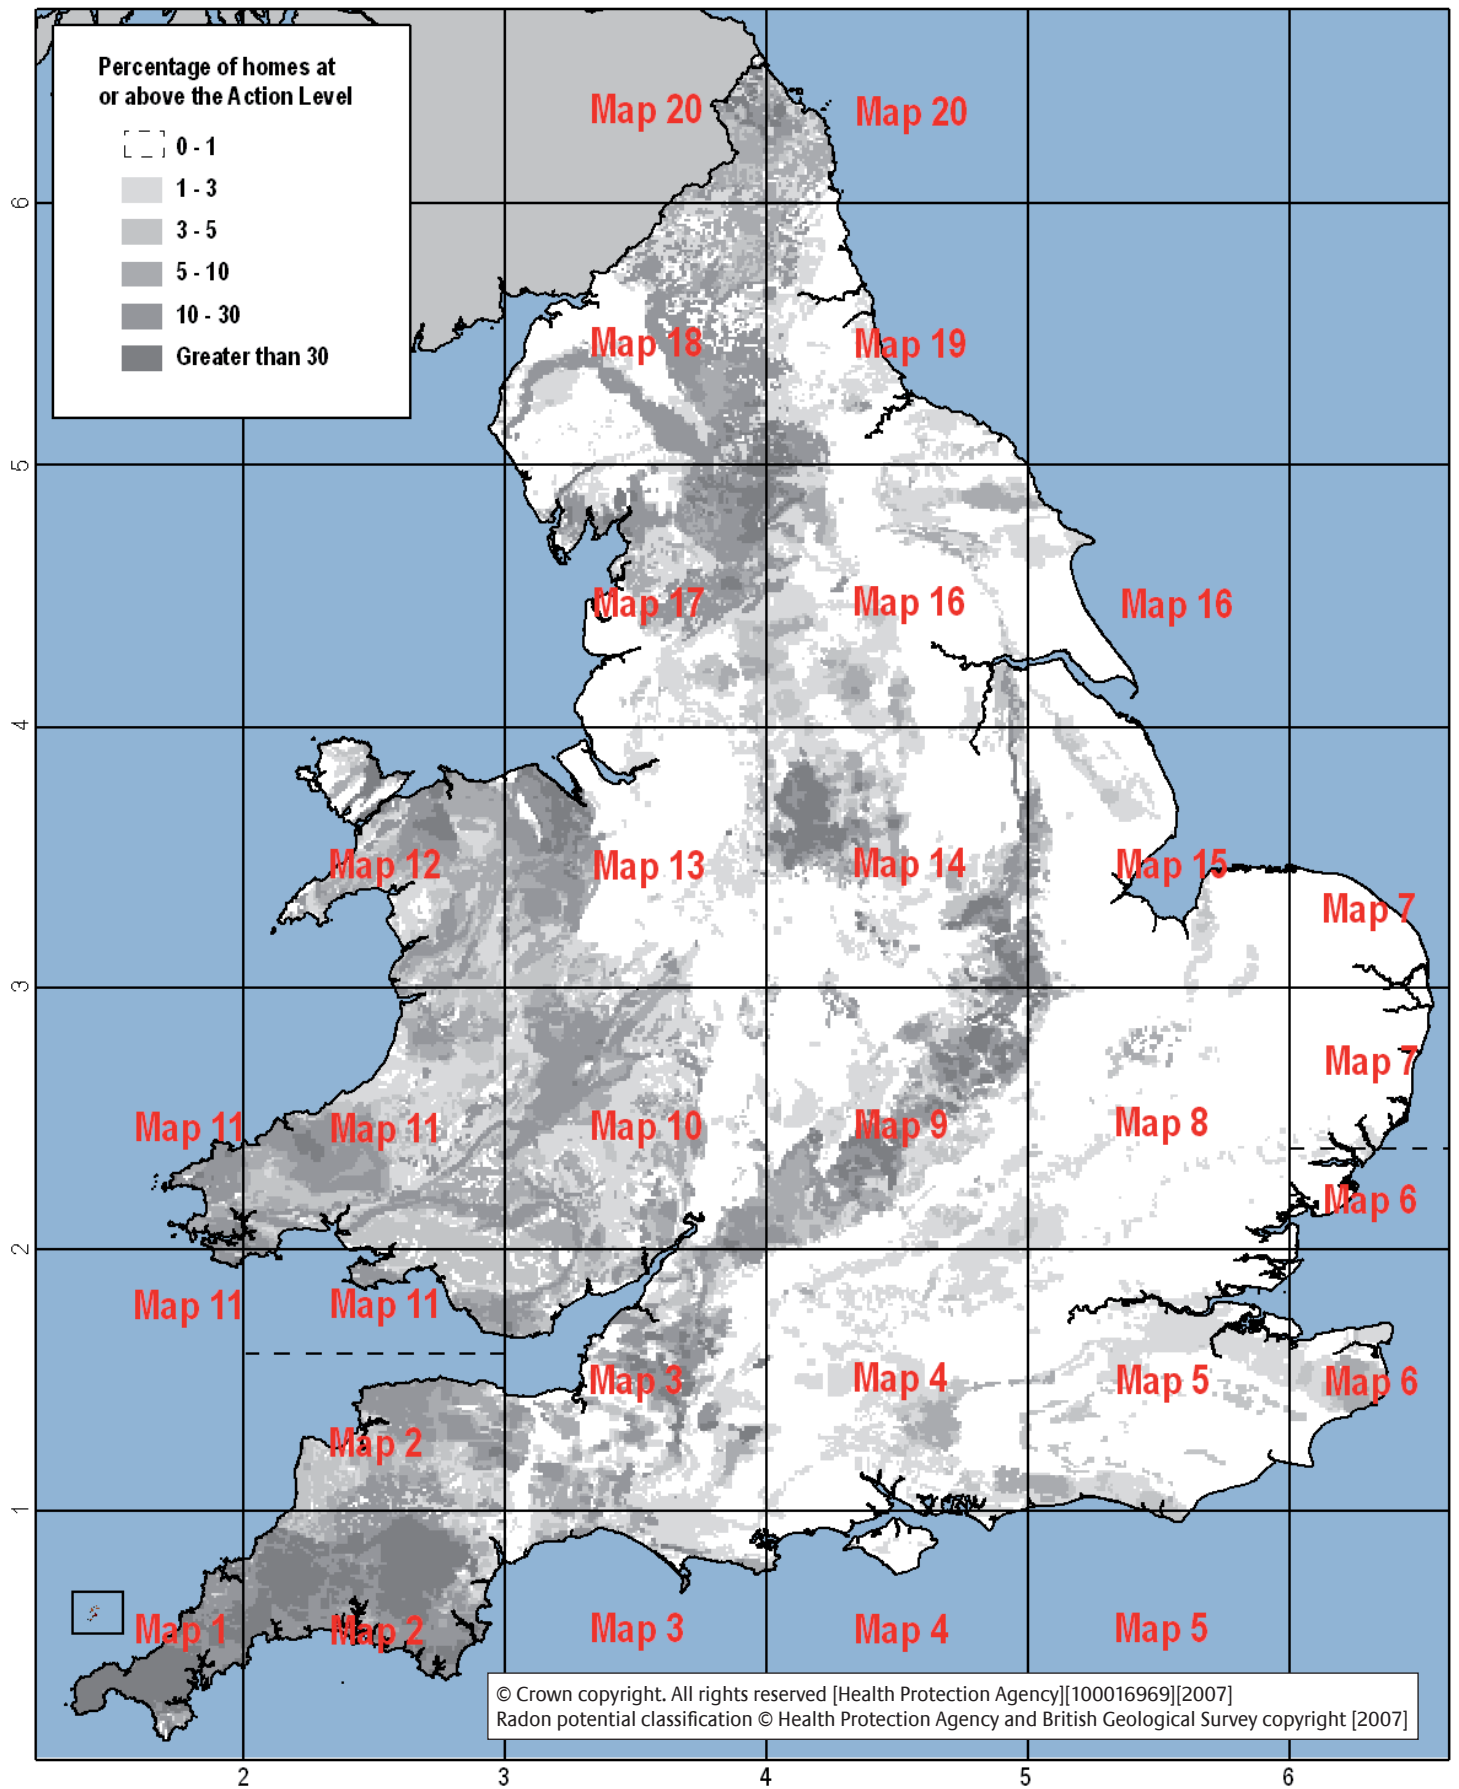 Percentage of homes at
or above the Action Level
0 - 1
1 - 3
3 - 5
5 - 10
10 - 30
Greater than 30
Map 20
Map 20
6
Map 18
Map 19
5
Map 17
Map 16
Map 16
4
Map 12
Map 13
Map 14
Map 15
Map 7
3
Map 7
Map 11
Map 11
Map 10
Map 9
Map 8
Map 6
2
Map 11
Map 11
Map 3
Map 4
Map 5
Map 6
Map 2
1
Map 1
Map 2
Map 3
Map 4
Map 5
© Crown copyright. All rights reserved [Health Protection Agency][100016969][2007]
Radon potential classification © Health Protection Agency and British Geological Survey copyright [2007]
2 3 4 5 6